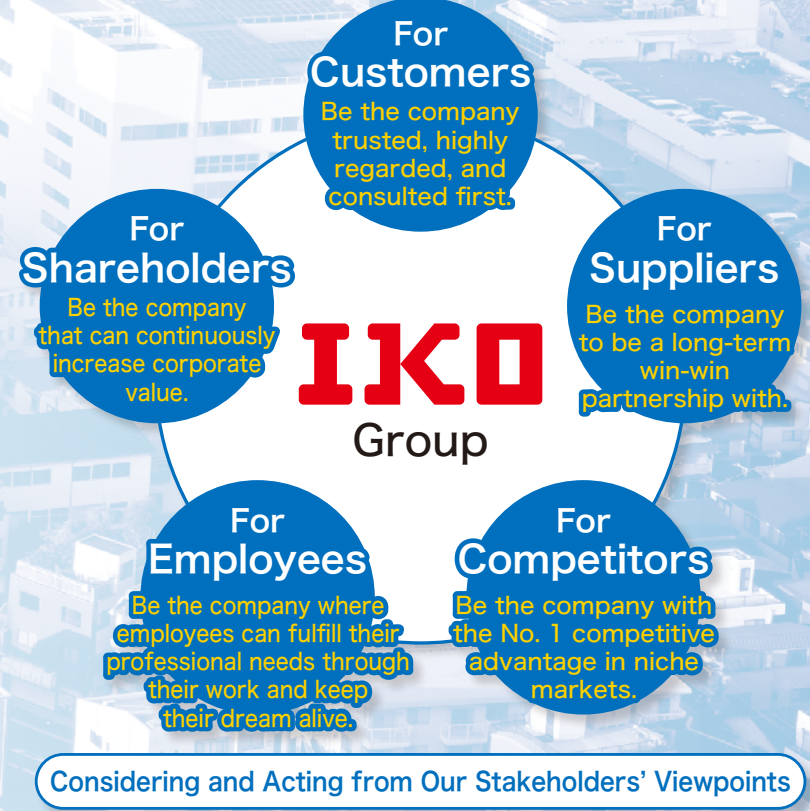 For
Customers
Be the company
trusted, highly
regarded, and
consulted first.
For
Shareholders
Be the company
that can continuously
increase corporate
value.
For
Suppliers
Be the company
to be a long-term
win-win
partnership with.
IKO
Group
For
Employees
Be the company where
employees can fulfill their
professional needs through
their work and keep
their dream alive.
For
Competitors
Be the company with
the No. 1 competitive
advantage in niche
markets.
Considering and Acting from Our Stakeholders’ Viewpoints